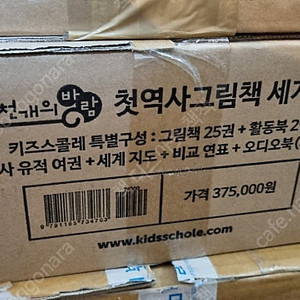 천개의바람 첫역사그림책 세계
키즈스콜레 특별구성 : 그림책 25권 + 활동북 2
사 유적 여권 + 세계 지도 + 비교 연표 + 오디오북(
가격 375,000원
9 791165 734763
www.kidsschole.com